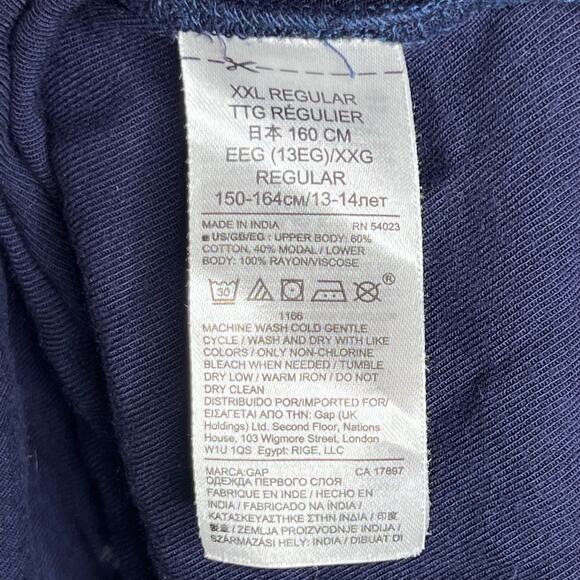 XXL REGULAR
TTG RÉGULIER
日本 160 CM
EEG (13EG)/XXG
REGULAR
150-164см/13-14лет
MADE IN INDIA RN 54023
US/GB/EG : UPPER BODY: 60%
COTTON, 40% MODAL / LOWER
BODY: 100% RAYON/VISCOSE
30 ®
1166
MACHINE WASH COLD GENTLE
CYCLE / WASH AND DRY WITH LIKE
COLORS / ONLY NON-CHLORINE
BLEACH WHEN NEEDED / TUMBLE
DRY LOW / WARM IRON / DO NOT
DRY CLEAN
DISTRIBUIDO POR/IMPORTED BY/
ΕΙΣΑΓΕΤΑΙ ΑΠΟ ΤΗΝ: Gap (UK
Holdings) Ltd. Second Floor, Nations
House, 103 Wigmore Street, London
W1U 1QS Egypt: RIGE, LLC
MARCA:GAP CA 17897
ОДЕЖДА ПЕРВОГО СЛОЯ
FABRIQUE EN INDE / HECHO EN
INDIA / FABRICADO NA ÍNDIA /
ΚΑΤΑΣΚΕΥΑΣΤΗΚΕ ΣΤΗΝ ΙΝΔΙΑ / 印度
製造 / ZEMLJA PROIZVODNJE INDIJA /
SZÁRMAZÁSI HELY: INDIA / DIBUAT DI